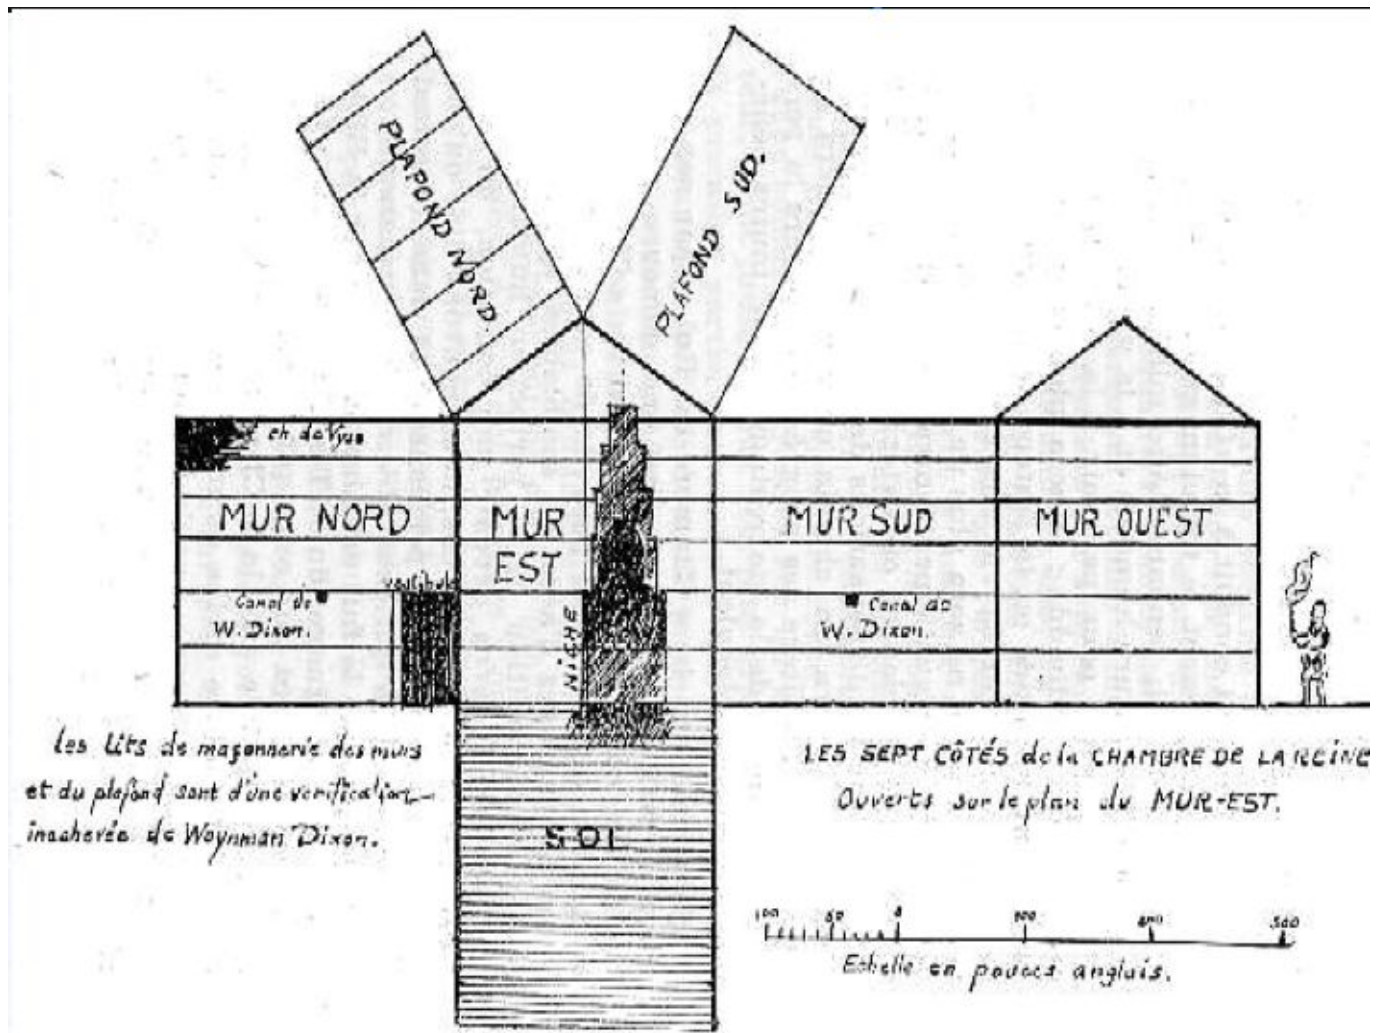 PLAPOND NORD
PLAFOND SUD.
ch de Vyse
MUR NORD
MUR
EST
MUR SUD
MUR OUEST
vestibule
Canal de
W. Dixon.
NICHE
Canal de
W. Dixon.
Les Lits de maçonnerie des murs
et du plafond sont d'une verification
inachevée de Waynman Dixon.
LES SEPT CÔTÉS de la CHAMBRE DE LA REINE
Ouverts sur le plan du MUR-EST.
SOL
100 50 0 100 200 300
Echelle en pouces anglais.